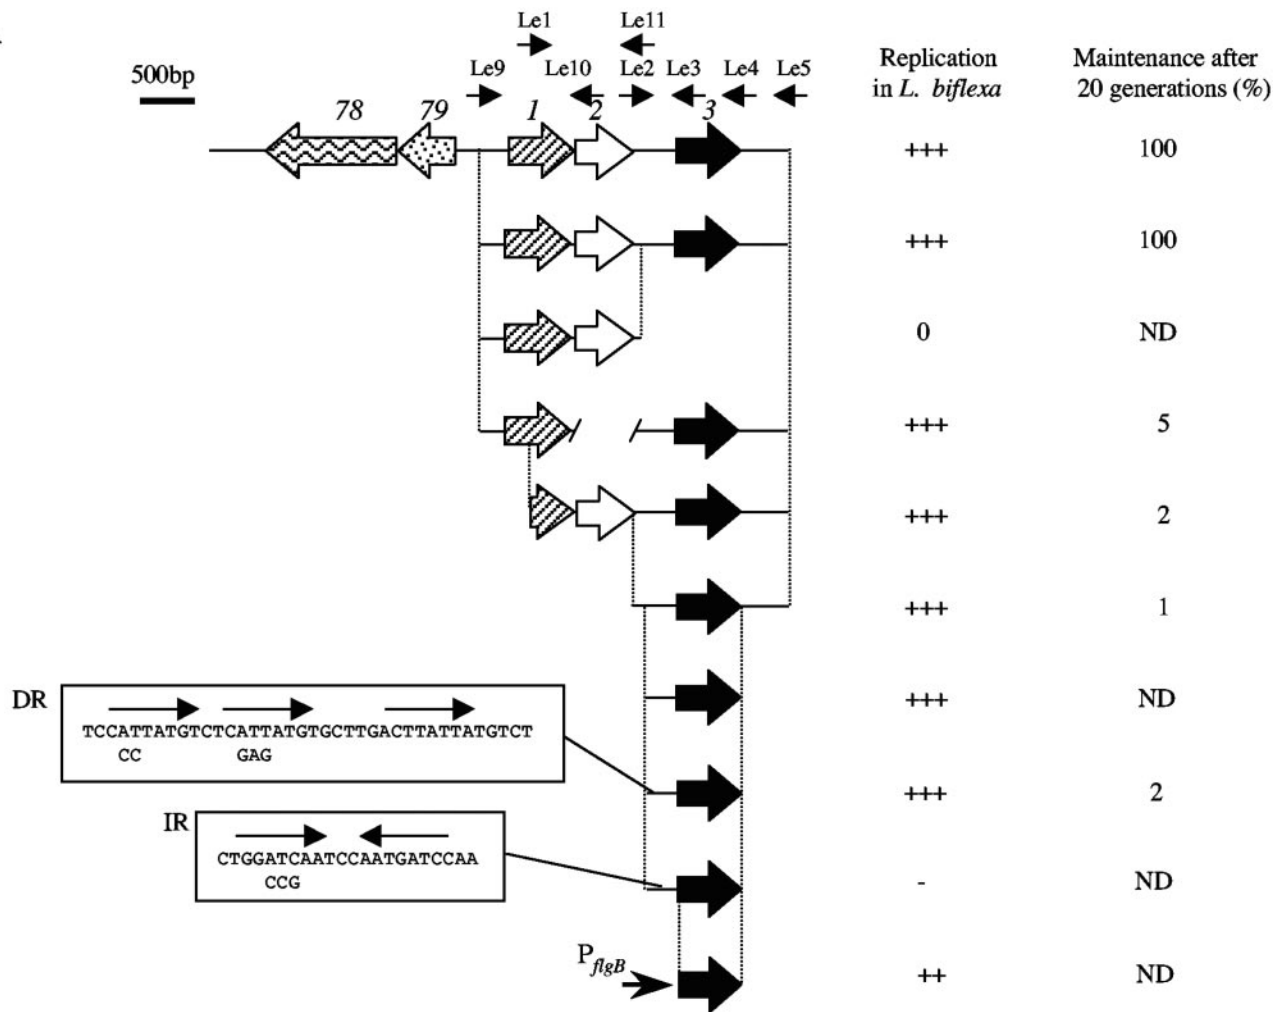 Le1 Le11
Le9 Le10 Le2 Le3 Le4 Le5
500bp
Replication
in L. biflexa
Maintenance after
20 generations (%)
78 79 1 2 3
+++ 100
+++ 100
0 ND
+++ 5
+++ 2
+++ 1
+++ ND
DR
TCCATTATGTCTCATTATGTGCTTGACTTATTATGTCT
CC GAG
+++ 2
IR
CTGGATCAATCCAATGATCCAA
CCG
- ND
PflgB
++ ND